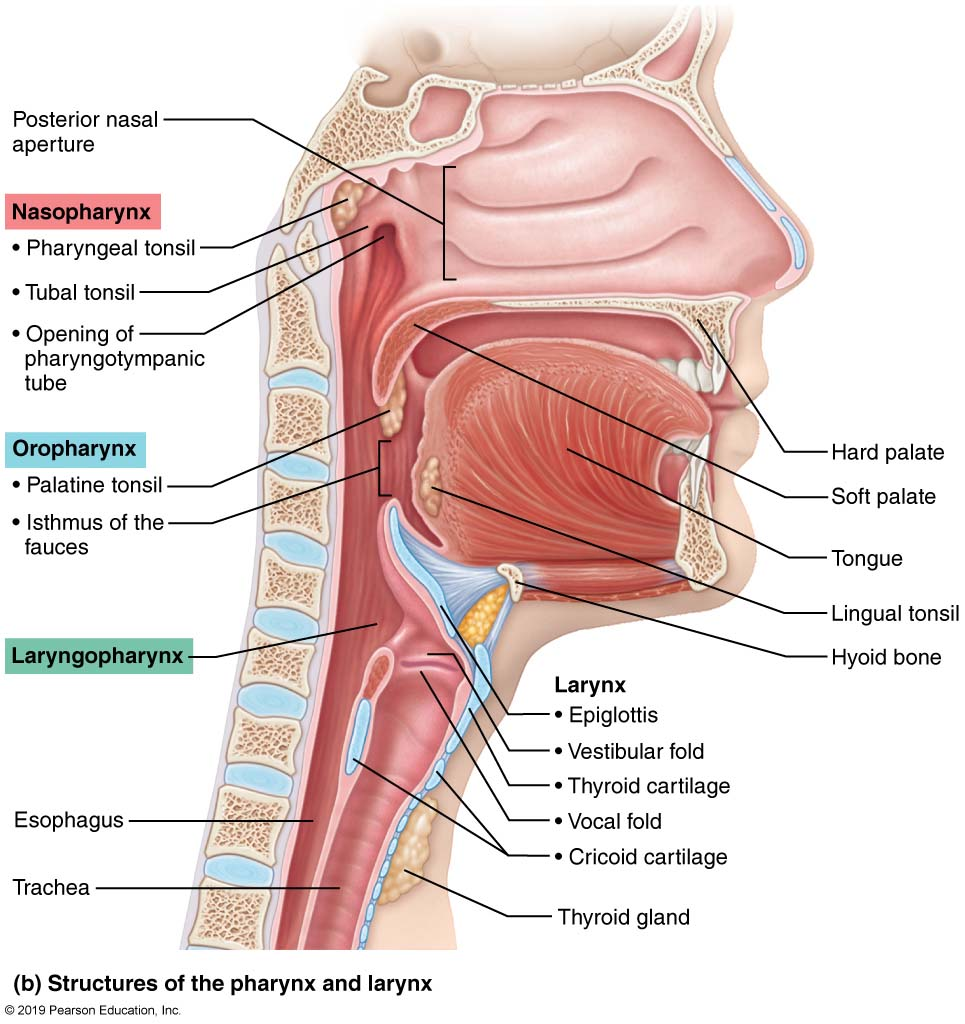 Posterior nasal
aperture
Nasopharynx
• Pharyngeal tonsil
• Tubal tonsil
• Opening of
pharyngotympanic
tube
Oropharynx
• Palatine tonsil
• Isthmus of the
fauces
Laryngopharynx
Esophagus
Trachea
Hard palate
Soft palate
Tongue
Lingual tonsil
Hyoid bone
Larynx
• Epiglottis
• Vestibular fold
• Thyroid cartilage
• Vocal fold
• Cricoid cartilage
Thyroid gland
(b) Structures of the pharynx and larynx
© 2019 Pearson Education, Inc.